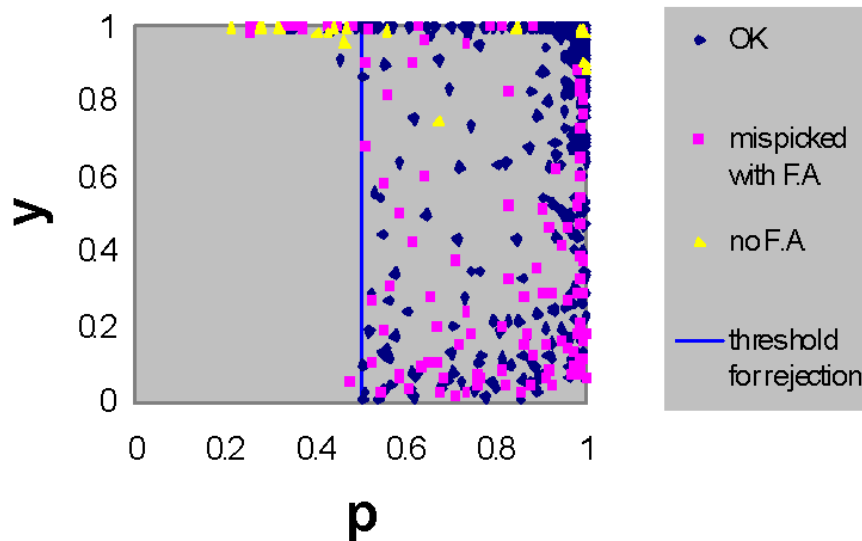 1
0.8
0.6
0.4
0.2
0
0
0.2
0.4
0.6
0.8
1
y
p
OK
mispicked
with F.A.
no F.A.
threshold
for rejection